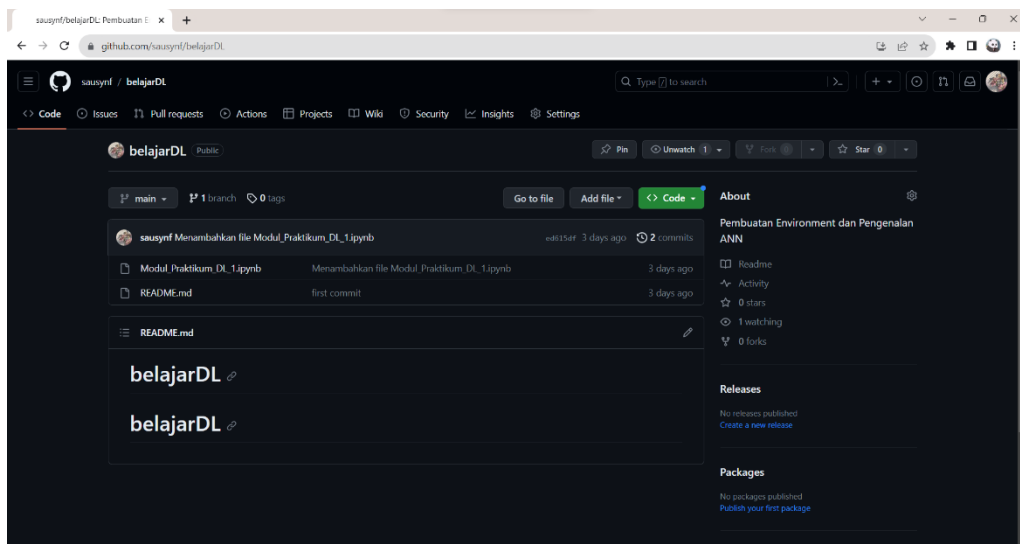 sausynf/belajarDL: Pembuatan E
github.com/sausynf/belajarDL
sausynf / belajarDL
Type / to search
Code Issues Pull requests Actions Projects Wiki Security Insights Settings
belajarDL Public
Pin Unwatch 1 Fork 0 Star 0
main 1 branch 0 tags
Go to file Add file Code
sausynf Menambahkan file Modul_Praktikum_DL_1.ipynb ed615df 3 days ago 2 commits
Modul_Praktikum_DL_1.ipynb Menambahkan file Modul_Praktikum_DL_1.ipynb 3 days ago
README.md first commit 3 days ago
README.md
belajarDL
belajarDL
About
Pembuatan Environment dan Pengenalan
ANN
Readme
Activity
0 stars
1 watching
0 forks
Releases
No releases published
Create a new release
Packages
No packages published
Publish your first package